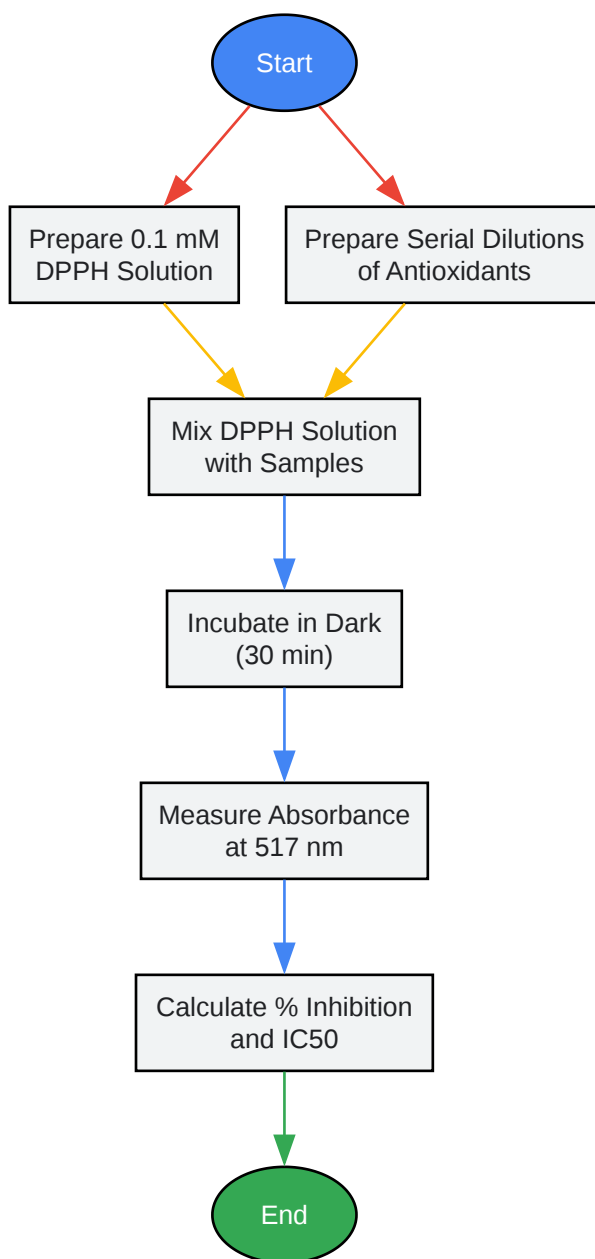 Start
Prepare 0.1 mM
DPPH Solution
Prepare Serial Dilutions
of Antioxidants
Mix DPPH Solution
with Samples
Incubate in Dark
(30 min)
Measure Absorbance
at 517 nm
Calculate % Inhibition
and IC50
End